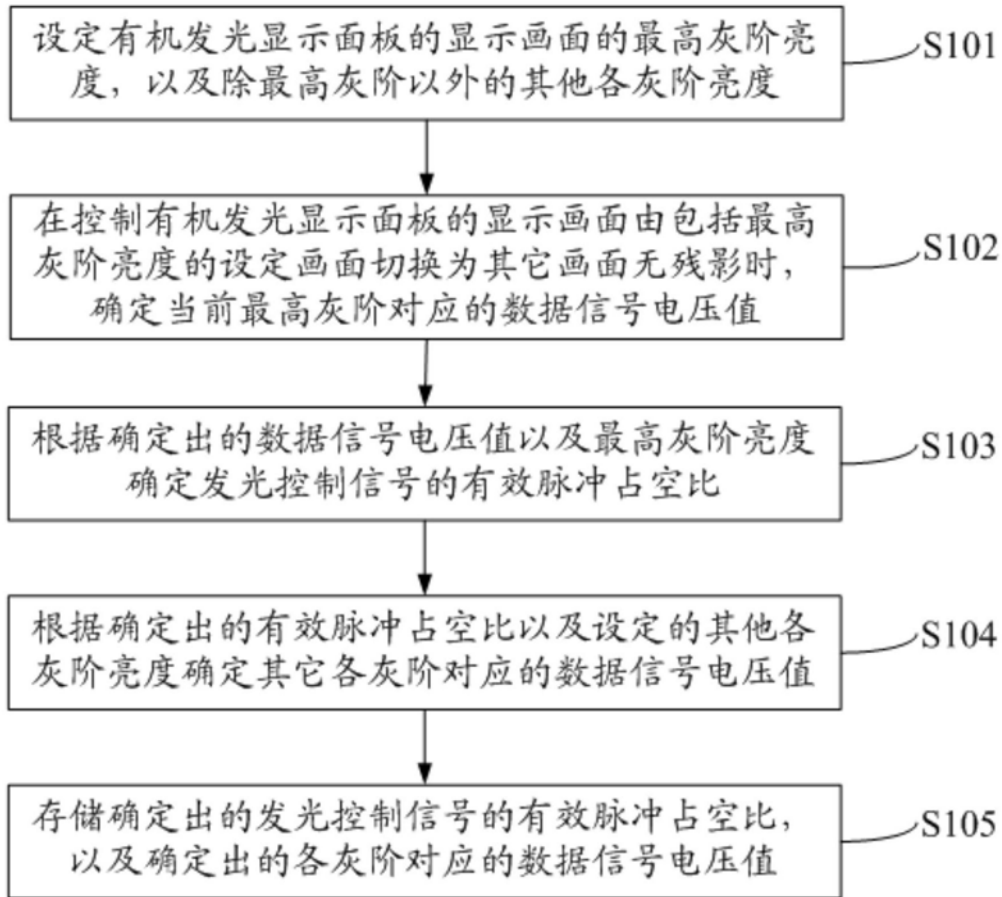 设定有机发光显示面板的显示画面的最高灰阶亮
度，以及除最高灰阶以外的其他各灰阶亮度
S101
在控制有机发光显示面板的显示画面由包括最高
灰阶亮度的设定画面切换为其它画面无残影时，
确定当前最高灰阶对应的数据信号电压值
S102
根据确定出的数据信号电压值以及最高灰阶亮度
确定发光控制信号的有效脉冲占空比
S103
根据确定出的有效脉冲占空比以及设定的其他各
灰阶亮度确定其它各灰阶对应的数据信号电压值
S104
存储确定出的发光控制信号的有效脉冲占空比，
以及确定出的各灰阶对应的数据信号电压值
S105